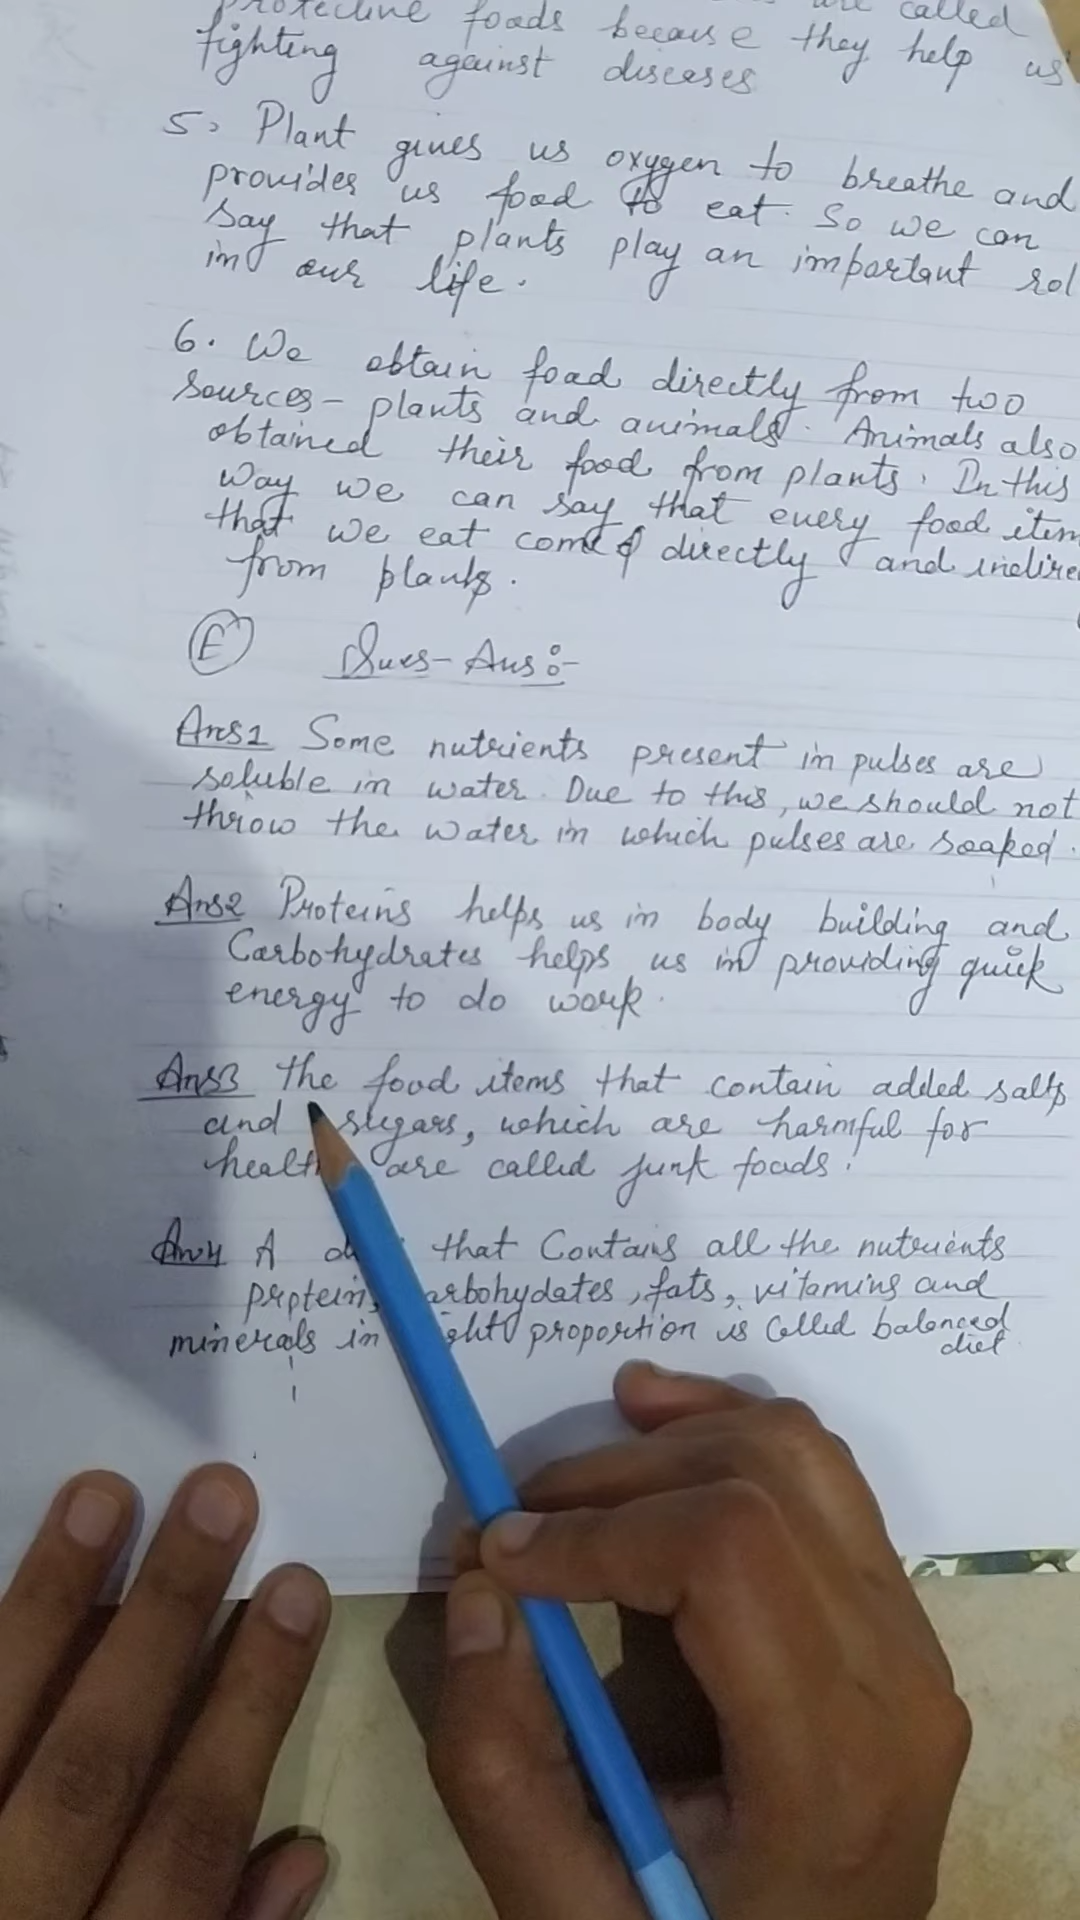 protective foods because they help us
are called
fighting against diseases
5. Plant gives us oxygen to breathe and
provides us food to eat. So we can
say that plants play an important rol
in our life.
6. We obtain food directly from two
sources- plants and animals. Animals also
obtained their food from plants. In this
way we can say that every food item
that we eat come directly and indire
from plants.
E Ques-Ans:-
Ans1 Some nutrients present in pulses are
soluble in water. Due to this, we should not
throw the water in which pulses are soaked.
Ans2 Proteins helps us in body building and
Carbohydrates helps us in providing quick
energy to do work.
Ans3 The food items that contain added salts
and sugars, which are harmful for
health are called junk foods.
Ans4 A that Contains all the nutrients
protein, arbohydates, fats, vitamins and
minerals in ght proportion is Called balanced
diet